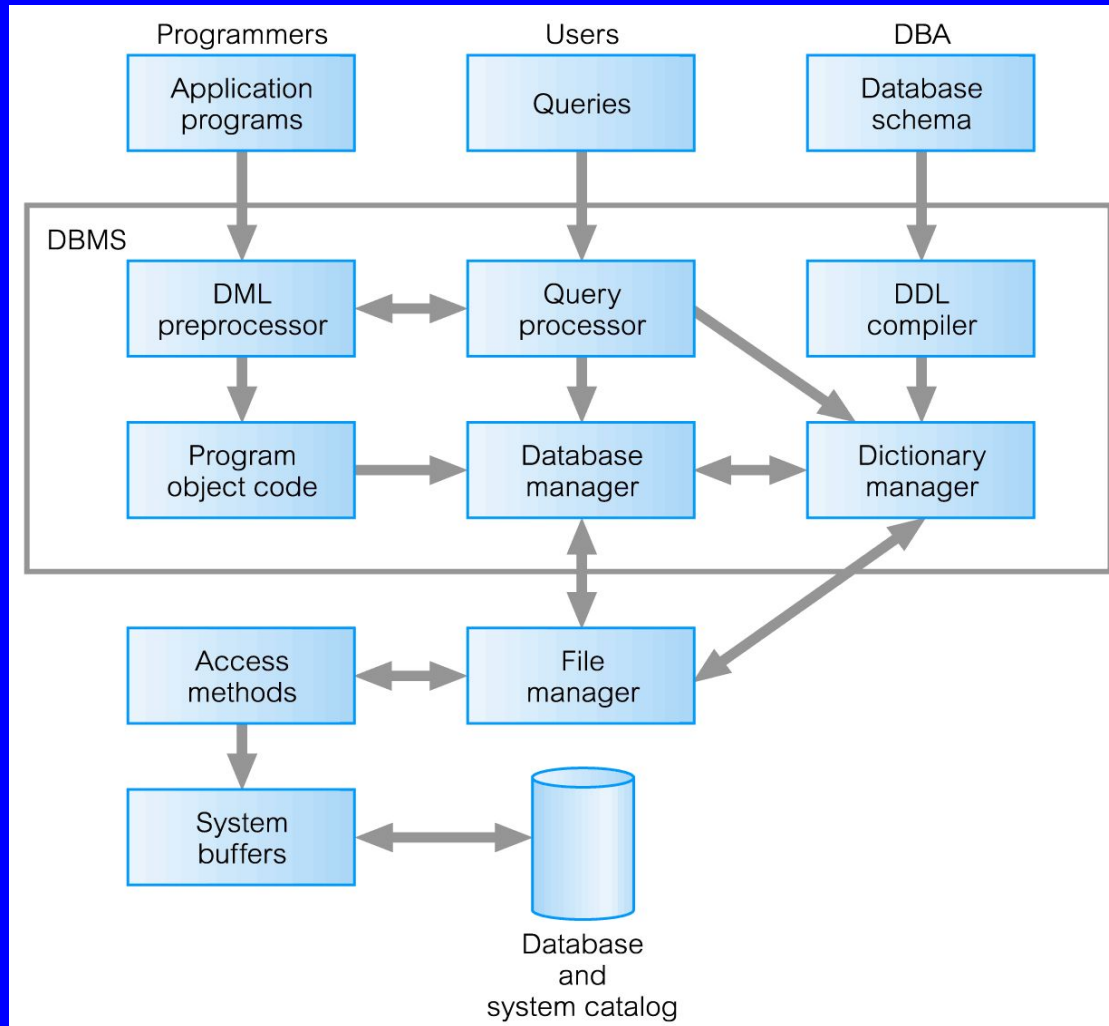 Programmers
Users
DBA
Application
programs
Queries
Database
schema
DBMS
DML
preprocessor
Query
processor
DDL
compiler
Program
object code
Database
manager
Dictionary
manager
Access
methods
File
manager
System
buffers
Database
and
system catalog